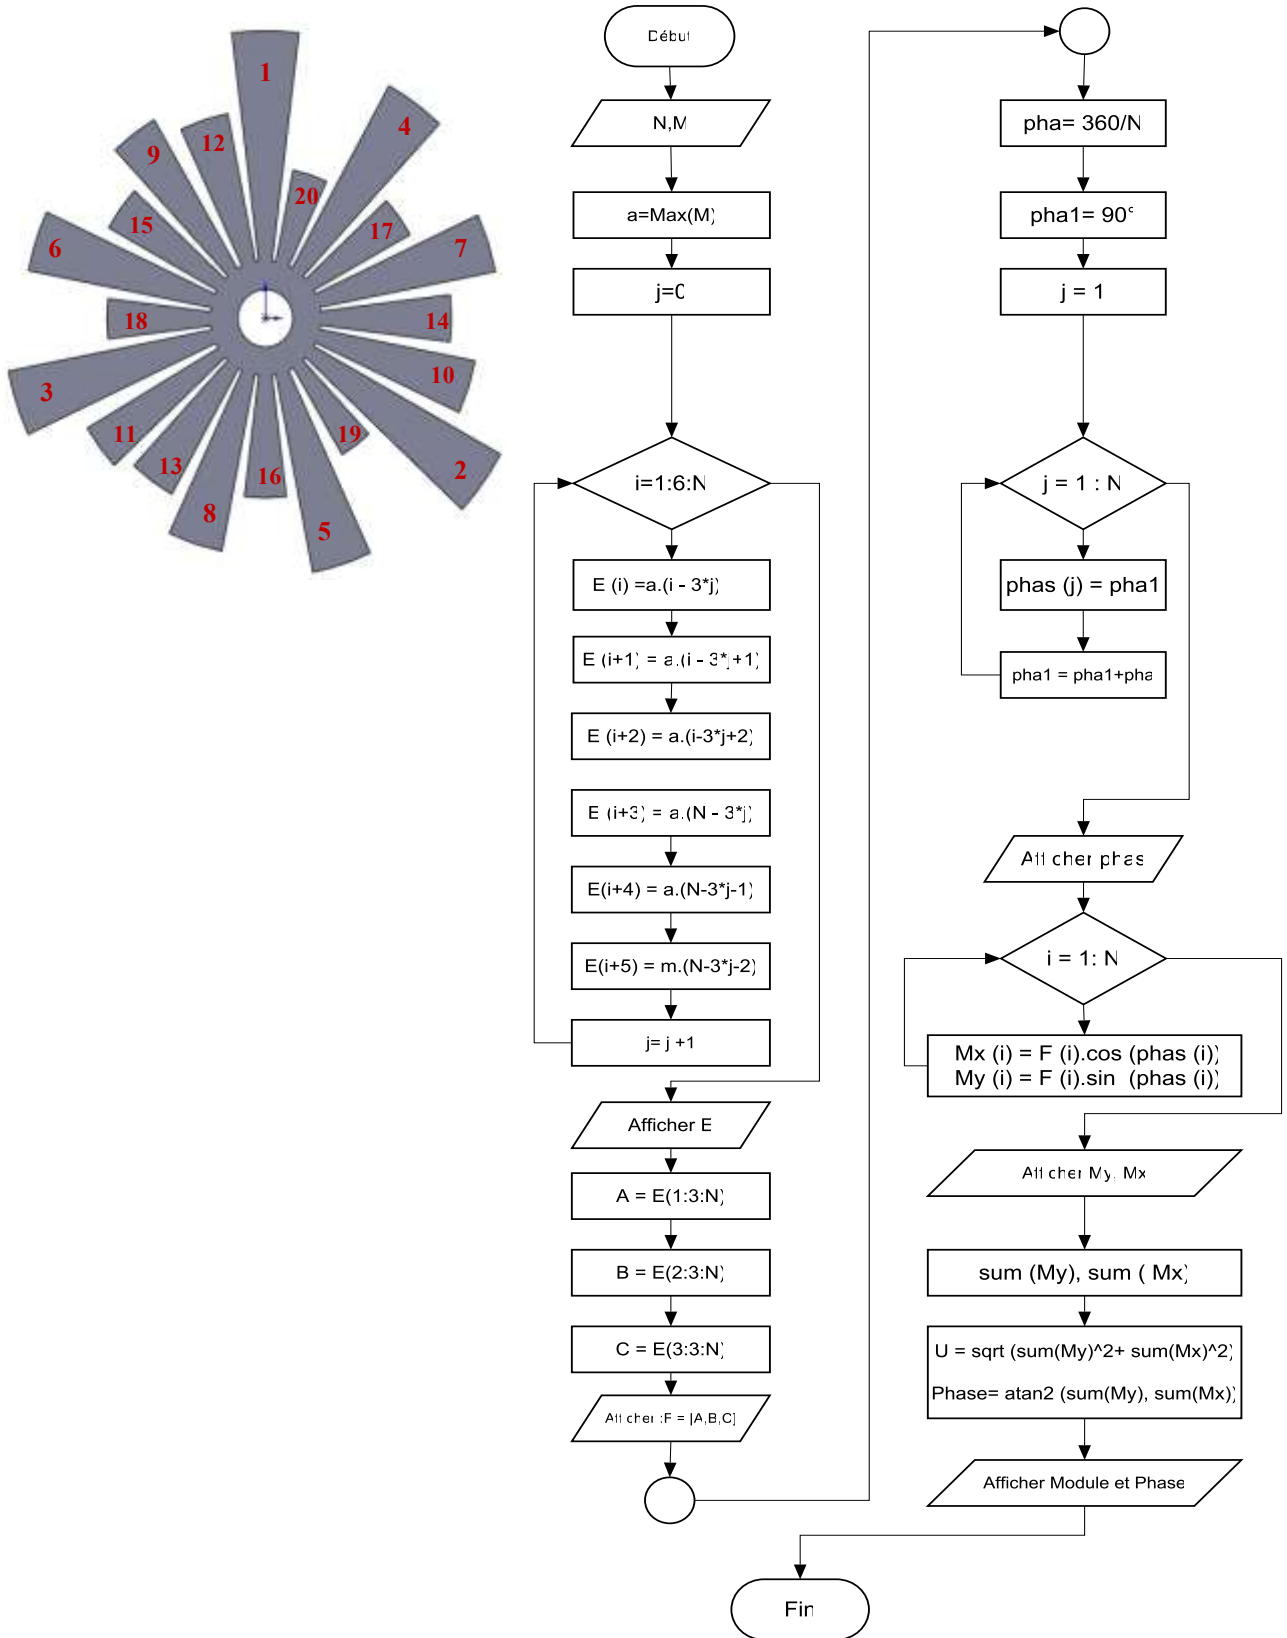 1
4
12
9
20
17
15
6
7
18
14
3
10
11
19
13
2
16
8
5
Début
N,M
a=Max(M)
j=0
i=1:6:N
E (i) =a.(i - 3*j)
E (i+1) = a.(i - 3*j+1)
E (i+2) = a.(i-3*j+2)
E (i+3) = a.(N - 3*j)
E(i+4) = a.(N-3*j-1)
E(i+5) = m.(N-3*j-2)
j= j +1
Afficher E
A = E(1:3:N)
B = E(2:3:N)
C = E(3:3:N)
Afficher :F = [A,B,C]
pha= 360/N
pha1= 90°
j = 1
j = 1 : N
phas (j) = pha1
pha1 = pha1+pha
Afficher phas
i = 1: N
Mx (i) = F (i).cos (phas (i))
My (i) = F (i).sin (phas (i))
Afficher My, Mx
sum (My), sum ( Mx)
U = sqrt (sum(My)^2+ sum(Mx)^2)
Phase= atan2 (sum(My), sum(Mx))
Afficher Module et Phase
Fin